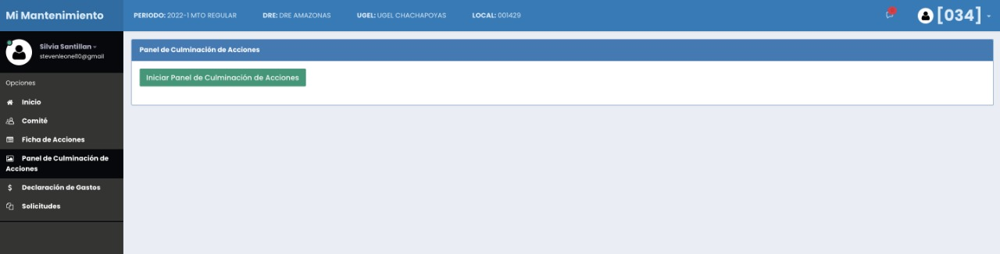 Mi Mantenimiento
PERIODO: 2022-1 MTO REGULAR DRE: DRE AMAZONAS UGEL: UGEL CHACHAPOYAS LOCAL: 001429
[034]
Silvia Santillan
stevenleonel10@gmail
Opciones
Inicio
Comité
Ficha de Acciones
Panel de Culminación de
Acciones
Declaración de Gastos
Solicitudes
Panel de Culminación de Acciones
Iniciar Panel de Culminación de Acciones